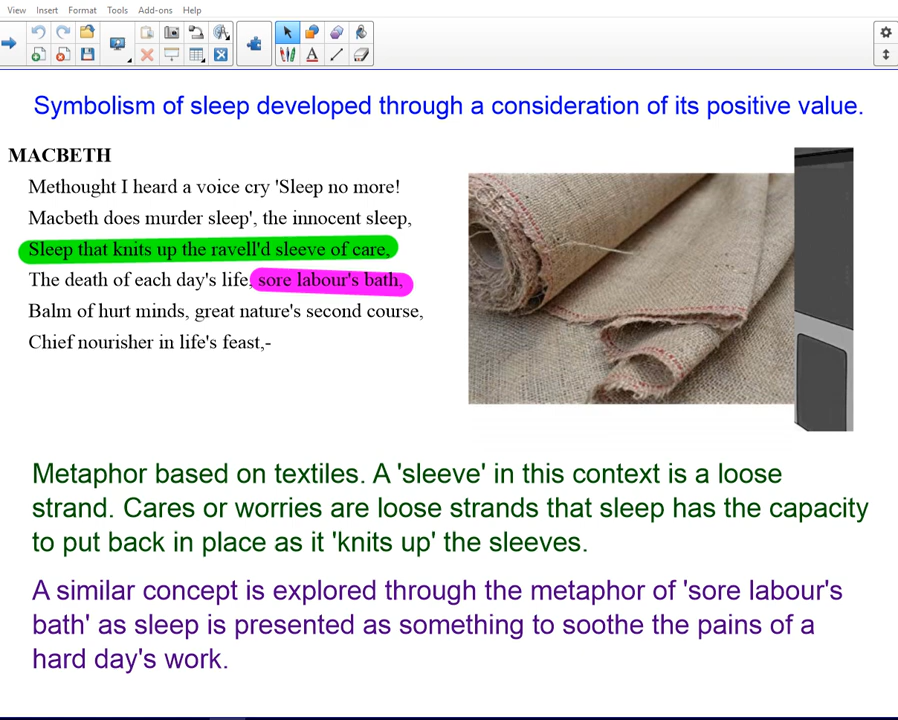 View Insert Format Tools Add-ons Help
Symbolism of sleep developed through a consideration of its positive value.
MACBETH
Methought I heard a voice cry 'Sleep no more!
Macbeth does murder sleep', the innocent sleep,
Sleep that knits up the ravell'd sleeve of care,
The death of each day's life, sore labour's bath,
Balm of hurt minds, great nature's second course,
Chief nourisher in life's feast,-
Metaphor based on textiles. A 'sleeve' in this context is a loose
strand. Cares or worries are loose strands that sleep has the capacity
to put back in place as it 'knits up' the sleeves.
A similar concept is explored through the metaphor of 'sore labour's
bath' as sleep is presented as something to soothe the pains of a
hard day's work.